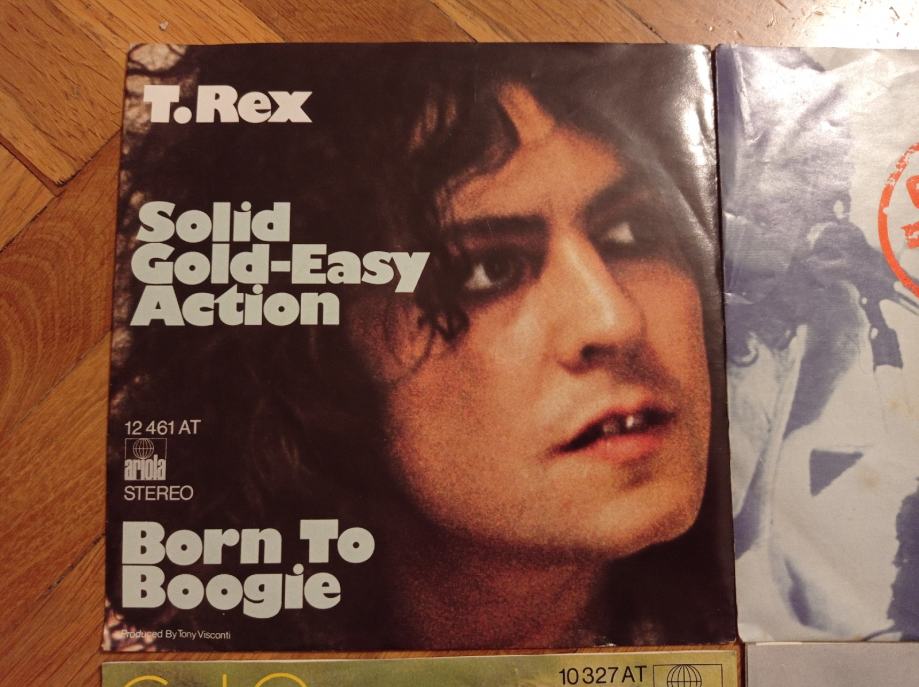 T.Rex
Solid
Gold-Easy
Action
12 461 AT
ariola
STEREO
Born To
Boogie
Produced By Tony Visconti
10 327 AT